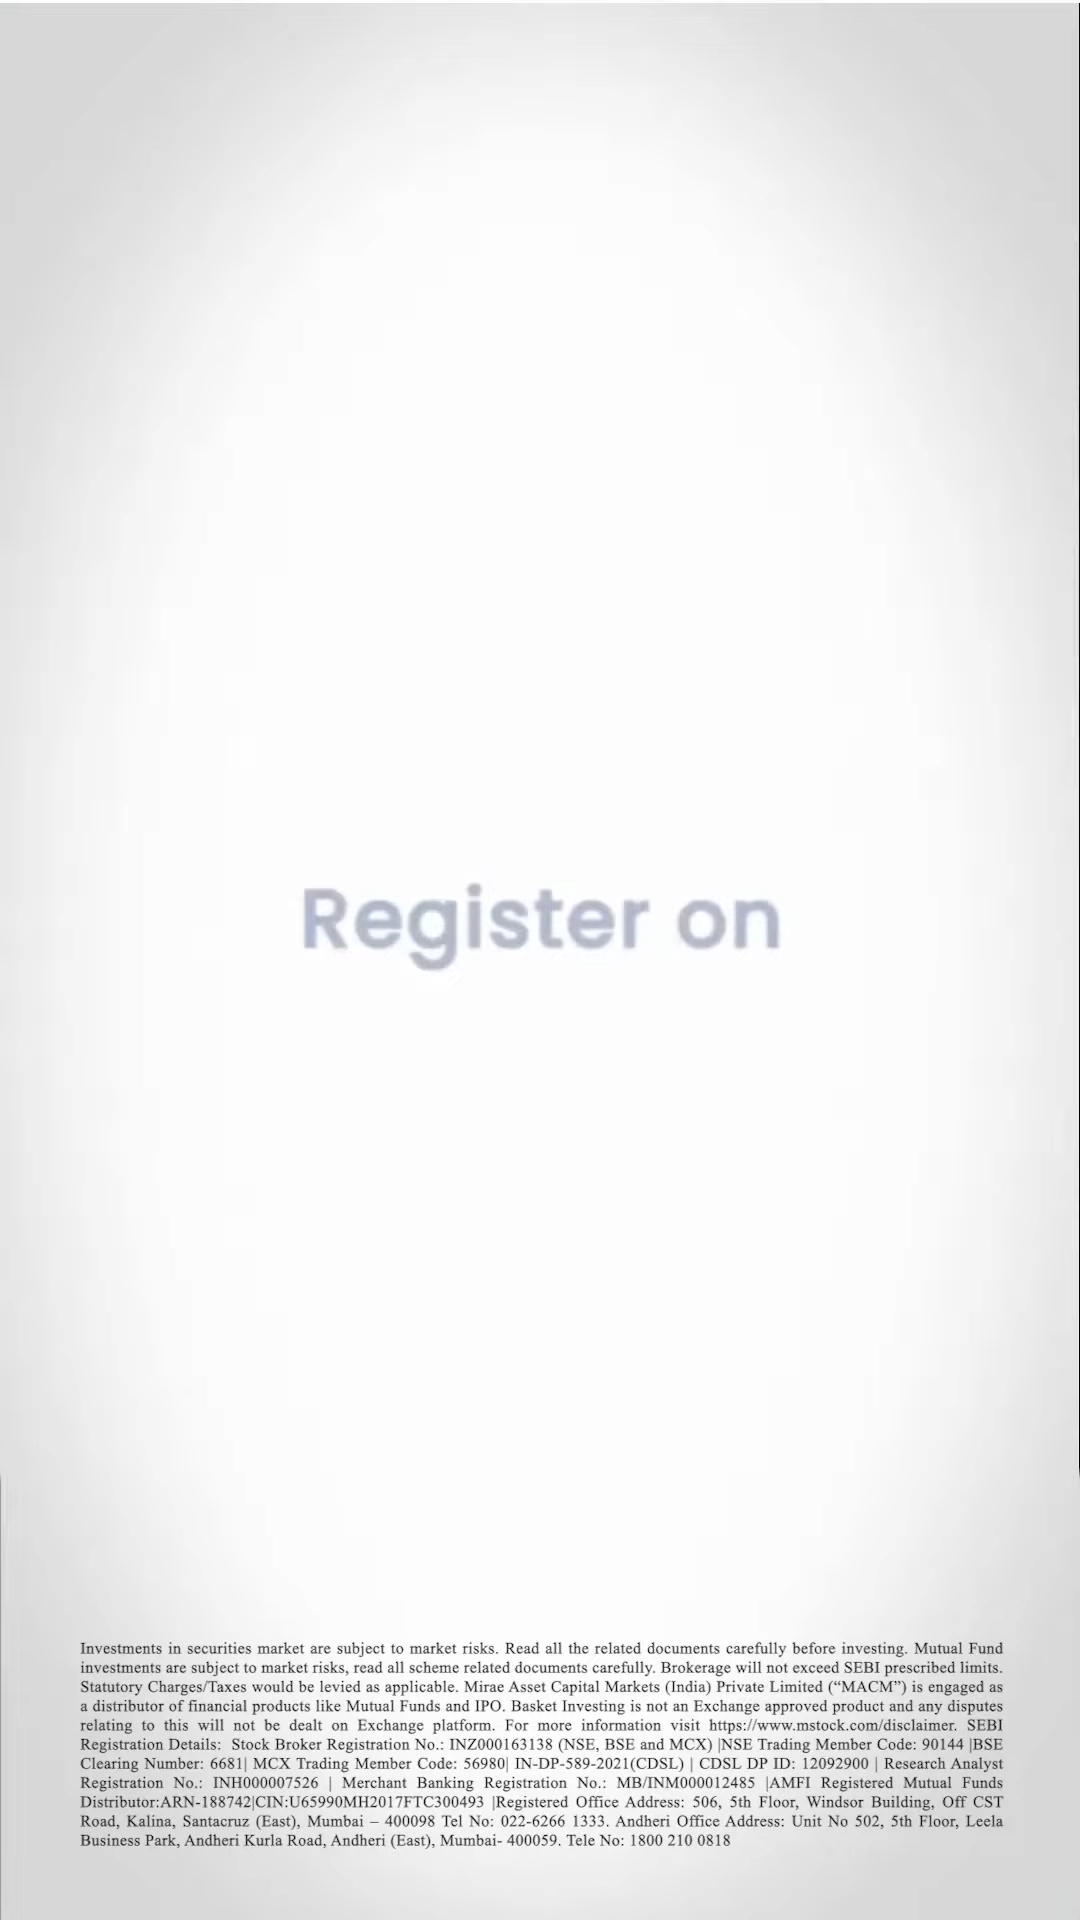 Register on
Investments in securities market are subject to market risks. Read all the related documents carefully before investing. Mutual Fund
investments are subject to market risks, read all scheme related documents carefully. Brokerage will not exceed SEBI prescribed limits.
Statutory Charges/Taxes would be levied as applicable. Mirae Asset Capital Markets (India) Private Limited (“MACM”) is engaged as
a distributor of financial products like Mutual Funds and IPO. Basket Investing is not an Exchange approved product and any disputes
relating to this will not be dealt on Exchange platform. For more information visit https://www.mstock.com/disclaimer. SEBI
Registration Details: Stock Broker Registration No.: INZ000163138 (NSE, BSE and MCX) |NSE Trading Member Code: 90144 |BSE
Clearing Number: 6681| MCX Trading Member Code: 56980| IN-DP-589-2021(CDSL) | CDSL DP ID: 12092900 | Research Analyst
Registration No.: INH000007526 | Merchant Banking Registration No.: MB/INM000012485 |AMFI Registered Mutual Funds
Distributor:ARN-188742|CIN:U65990MH2017FTC300493 |Registered Office Address: 506, 5th Floor, Windsor Building, Off CST
Road, Kalina, Santacruz (East), Mumbai – 400098 Tel No: 022-6266 1333. Andheri Office Address: Unit No 502, 5th Floor, Leela
Business Park, Andheri Kurla Road, Andheri (East), Mumbai- 400059. Tele No: 1800 210 0818